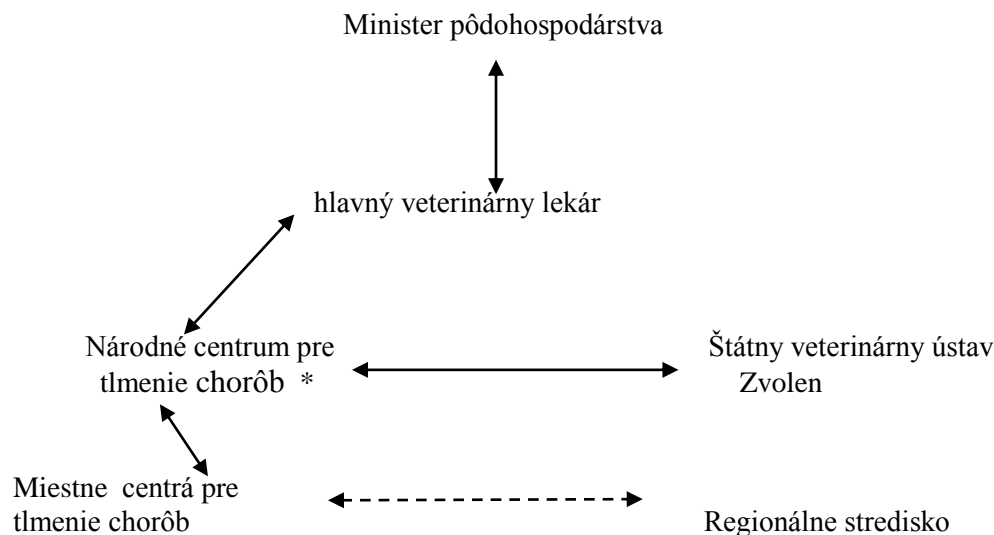 Minister pôdohospodárstva
hlavný veterinárny lekár
Národné centrum pre
tlmenie chorôb *
Štátny veterinárny ústav
Zvolen
Miestne centrá pre
tlmenie chorôb
Regionálne stredisko